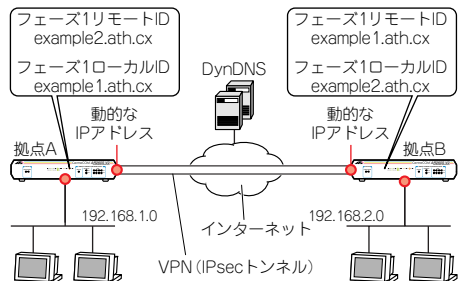 フェーズ1リモートID
example2.ath.cx
フェーズ1ローカルID
example1.ath.cx
フェーズ1リモートID
example1.ath.cx
フェーズ1ローカルID
example2.ath.cx
DynDNS
動的な
IPアドレス
動的な
IPアドレス
拠点A
拠点B
192.168.1.0
インターネット
192.168.2.0
VPN（IPsecトンネル）